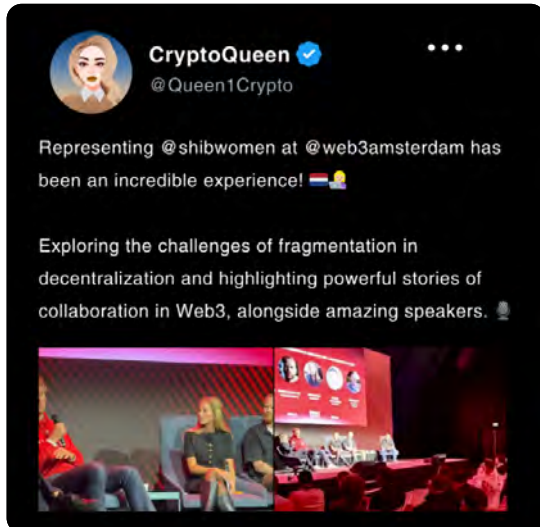 CryptoQueen
@Queen1Crypto
Representing @shibwomen at @web3amsterdam has
been an incredible experience! 🇳🇱👩🏼‍💻
Exploring the challenges of fragmentation in
decentralization and highlighting powerful stories of
collaboration in Web3, alongside amazing speakers. 🎙️